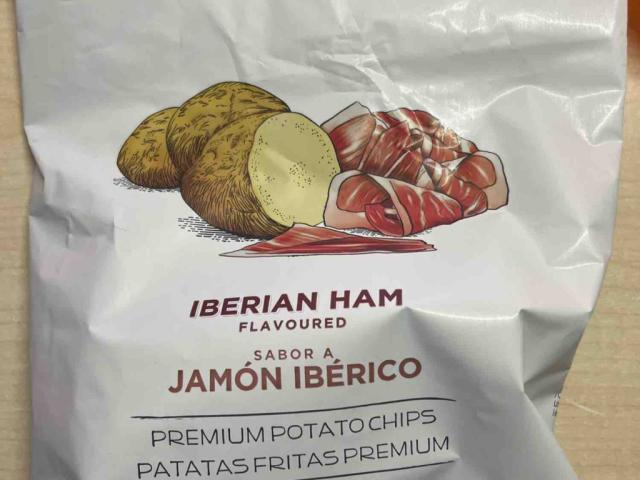 IBERIAN HAM
FLAVOURED
SABOR A
JAMÓN IBÉRICO
PREMIUM POTATO CHIPS
PATATAS FRITAS PREMIUM